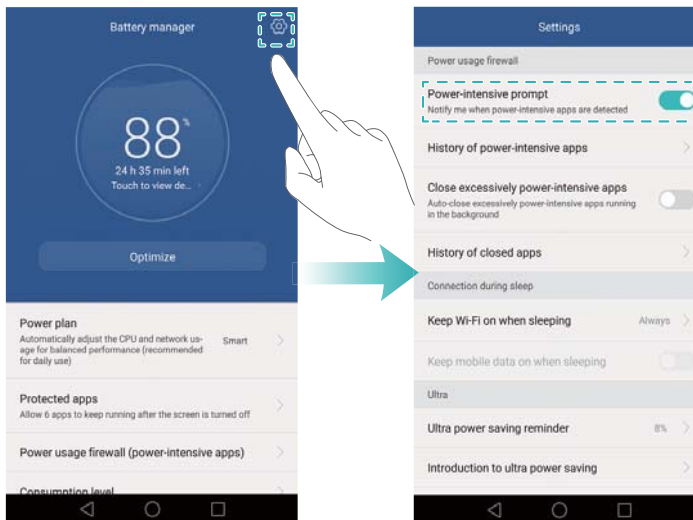 Battery manager
88%
24 h 35 min left
Touch to view de...
Optimize
Power plan
Automatically adjust the CPU and network us-
age for balanced performance (recommended
for daily use)
Smart
Protected apps
Allow 6 apps to keep running after the screen is turned off
Power usage firewall (power-intensive apps)
Consumption level
Settings
Power usage firewall
Power-intensive prompt
Notify me when power-intensive apps are detected
History of power-intensive apps
Close excessively power-intensive apps
Auto-close excessively power-intensive apps running
in the background
History of closed apps
Connection during sleep
Keep Wi-Fi on when sleeping Always
Keep mobile data on when sleeping
Ultra
Ultra power saving reminder 8%
Introduction to ultra power saving